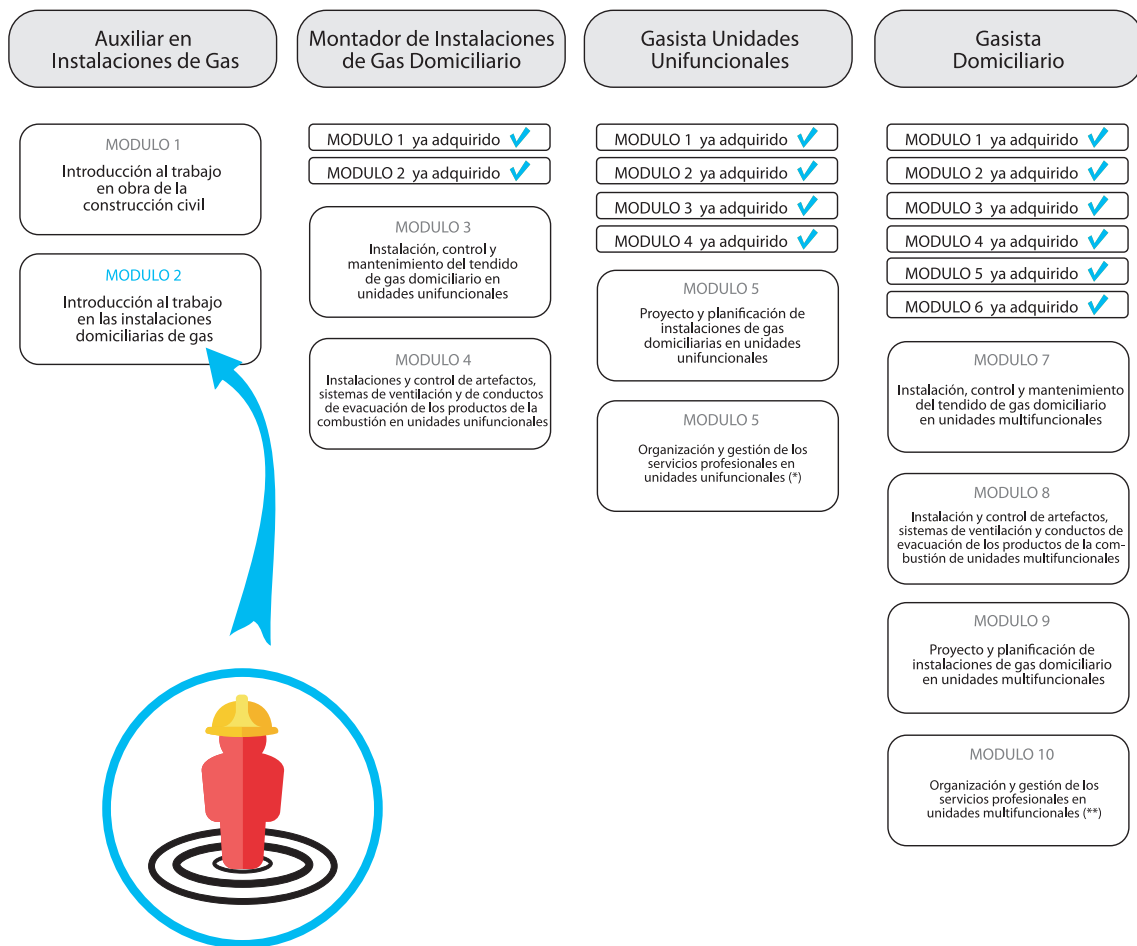 Auxiliar en
Instalaciones de Gas
MODULO 1
Introducción al trabajo
en obra de la
construcción civil
MODULO 2
Introducción al trabajo
en las instalaciones
domiciliarias de gas
Montador de Instalaciones
de Gas Domiciliario
MODULO 1 ya adquirido
MODULO 2 ya adquirido
MODULO 3
Instalación, control y
mantenimiento del tendido
de gas domiciliario en
unidades unifuncionales
MODULO 4
Instalaciones y control de artefactos,
sistemas de ventilación y de conductos
de evacuación de los productos de la
combustión en unidades unifuncionales
Gasista Unidades
Unifuncionales
MODULO 1 ya adquirido
MODULO 2 ya adquirido
MODULO 3 ya adquirido
MODULO 4 ya adquirido
MODULO 5
Proyecto y planificación de
instalaciones de gas
domiciliarias en unidades
unifuncionales
MODULO 5
Organización y gestión de los
servicios profesionales en
unidades unifuncionales (*)
Gasista
Domiciliario
MODULO 1 ya adquirido
MODULO 2 ya adquirido
MODULO 3 ya adquirido
MODULO 4 ya adquirido
MODULO 5 ya adquirido
MODULO 6 ya adquirido
MODULO 7
Instalación, control y mantenimiento
del tendido de gas domiciliario
en unidades multifuncionales
MODULO 8
Instalación y control de artefactos,
sistemas de ventilación y conductos de
evacuación de los productos de la com-
bustión de unidades multifuncionales
MODULO 9
Proyecto y planificación de
instalaciones de gas domiciliario
en unidades multifuncionales
MODULO 10
Organización y gestión de los
servicios profesionales en
unidades multifuncionales (**)